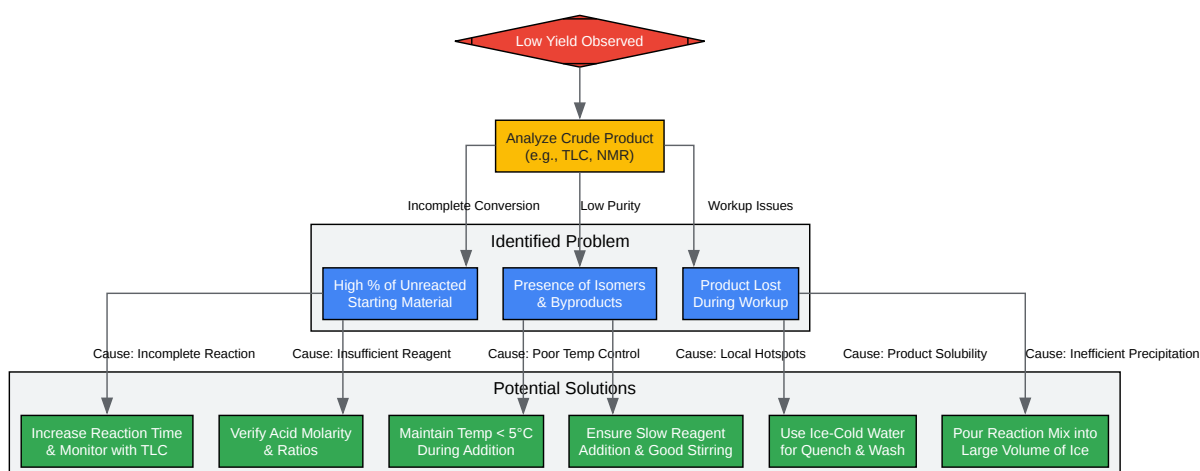 Low Yield Observed
Analyze Crude Product
(e.g., TLC, NMR)
Incomplete Conversion
Low Purity
Workup Issues
Identified Problem
High % of Unreacted
Starting Material
Presence of Isomers
& Byproducts
Product Lost
During Workup
Cause: Incomplete Reaction
Cause: Insufficient Reagent
Cause: Poor Temp Control
Cause: Local Hotspots
Cause: Product Solubility
Cause: Inefficient Precipitation
Potential Solutions
Increase Reaction Time
& Monitor with TLC
Verify Acid Molarity
& Ratios
Maintain Temp < 5°C
During Addition
Ensure Slow Reagent
Addition & Good Stirring
Use Ice-Cold Water
for Quench & Wash
Pour Reaction Mix into
Large Volume of Ice